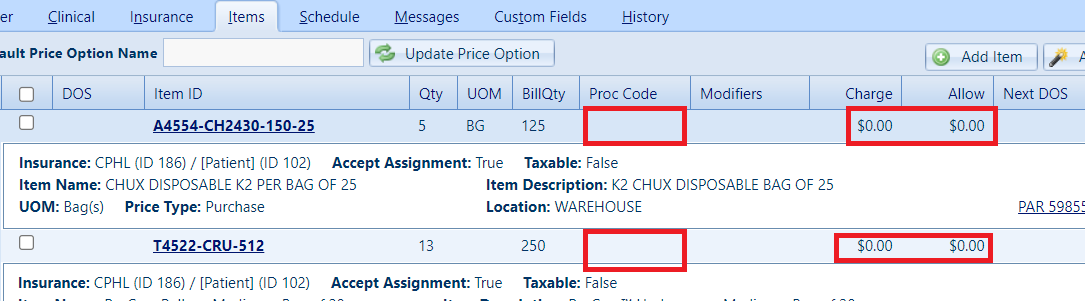 er Clinical Insurance Items Schedule Messages Custom Fields History
ault Price Option Name Update Price Option Add Item A
DOS Item ID Qty UOM BillQty Proc Code Modifiers Charge Allow Next DOS
A4554-CH2430-150-25 5 BG 125 $0.00 $0.00
Insurance: CPHL (ID 186) / [Patient] (ID 102) Accept Assignment: True Taxable: False
Item Name: CHUX DISPOSABLE K2 PER BAG OF 25 Item Description: K2 CHUX DISPOSABLE BAG OF 25
UOM: Bag(s) Price Type: Purchase Location: WAREHOUSE PAR 59855
T4522-CRU-512 13 250 $0.00 $0.00
Insurance: CPHL (ID 186) / [Patient] (ID 102) Accept Assignment: True Taxable: False